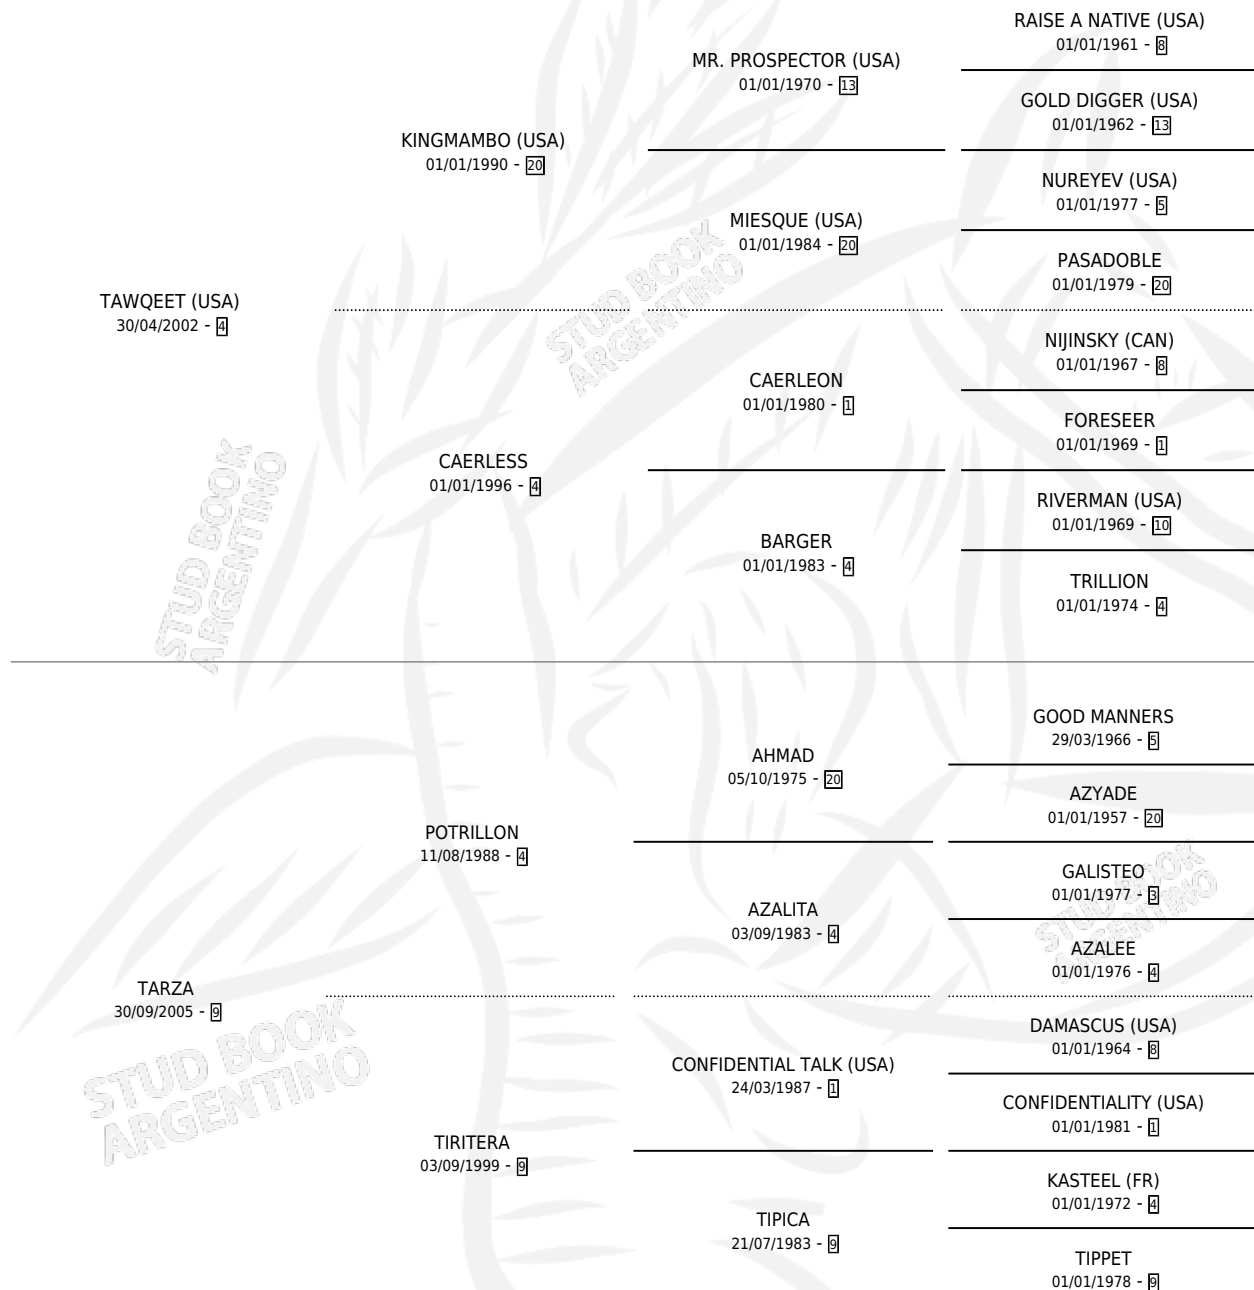 RAISE A NATIVE (USA)
01/01/1961 - 8
MR. PROSPECTOR (USA)
01/01/1970 - 13
GOLD DIGGER (USA)
01/01/1962 - 13
KINGMAMBO (USA)
01/01/1990 - 20
NUREYEV (USA)
01/01/1977 - 5
MIESQUE (USA)
01/01/1984 - 20
PASADOBLE
01/01/1979 - 20
TAWQEET (USA)
30/04/2002 - 4
NIJINSKY (CAN)
01/01/1967 - 8
CAERLEON
01/01/1980 - 1
FORESEER
01/01/1969 - 1
CAERLESS
01/01/1996 - 4
RIVERMAN (USA)
01/01/1969 - 10
BARGER
01/01/1983 - 4
TRILLION
01/01/1974 - 4
GOOD MANNERS
29/03/1966 - 5
AHMAD
05/10/1975 - 20
AZYADE
01/01/1957 - 20
POTRILLON
11/08/1988 - 4
GALISTEO
01/01/1977 - 3
AZALITA
03/09/1983 - 4
AZALEE
01/01/1976 - 4
TARZA
30/09/2005 - 9
DAMASCUS (USA)
01/01/1964 - 8
CONFIDENTIAL TALK (USA)
24/03/1987 - 1
CONFIDENTIALITY (USA)
01/01/1981 - 1
TIRITERA
03/09/1999 - 9
KASTEEL (FR)
01/01/1972 - 4
TIPICA
21/07/1983 - 9
TIPPET
01/01/1978 - 9
STUD BOOK
ARGENTINO
STUD BOOK
ARGENTINO
STUD BOOK
ARGENTINO
STUD BOOK
ARGENTINO